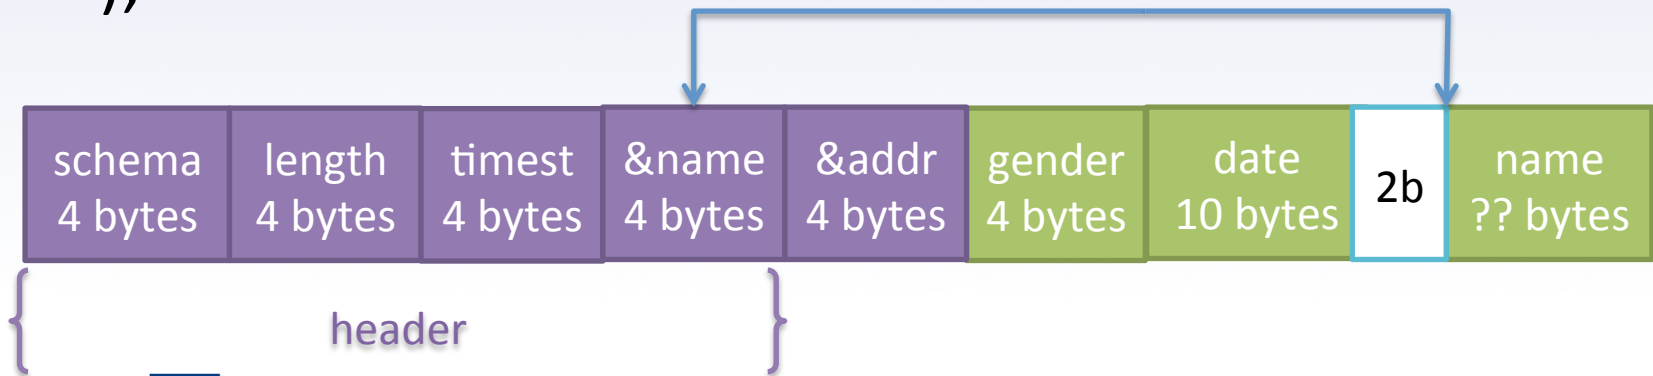 );
schema
4 bytes
length
4 bytes
timest
4 bytes
&name
4 bytes
&addr
4 bytes
gender
4 bytes
date
10 bytes
2b
name
?? bytes
header